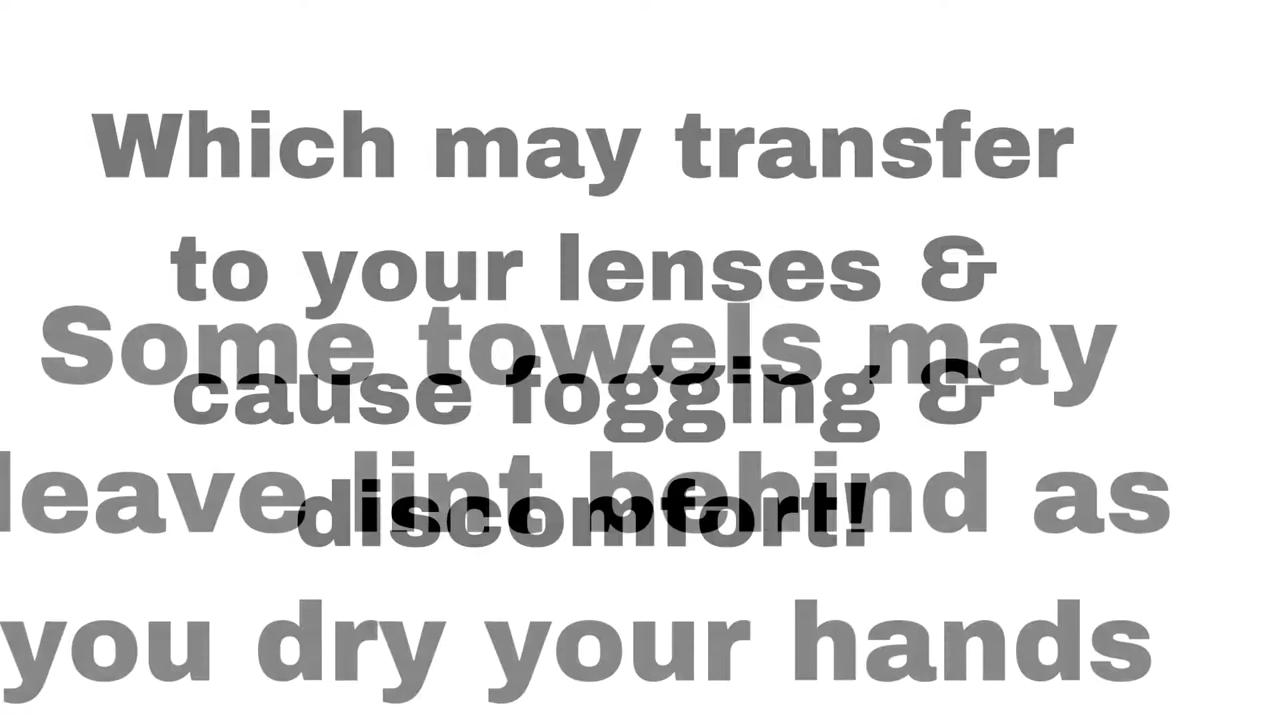 Which may transfer
to your lenses &
cause fogging &
discomfort!
Some towels may
leave lint behind as
you dry your hands